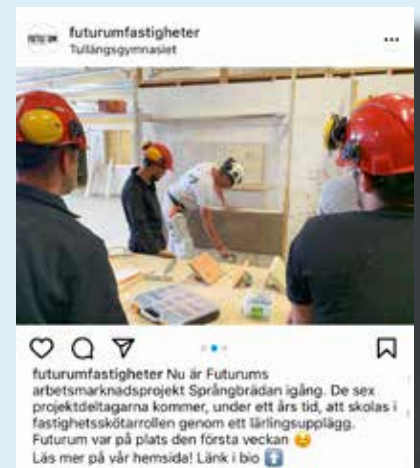 futurumfastigheter
Tullängsgymnasiet
futurumfastigheter Nu är Futurums
arbetsmarknadsprojekt Språngbrädan igång. De sex
projektdeltagarna kommer, under ett års tid, att skolas i
fastighetsskötarrollen genom ett lärlingsupplägg.
Futurum var på plats den första veckan 😄
Läs mer på vår hemsida! Länk i bio ⬆️